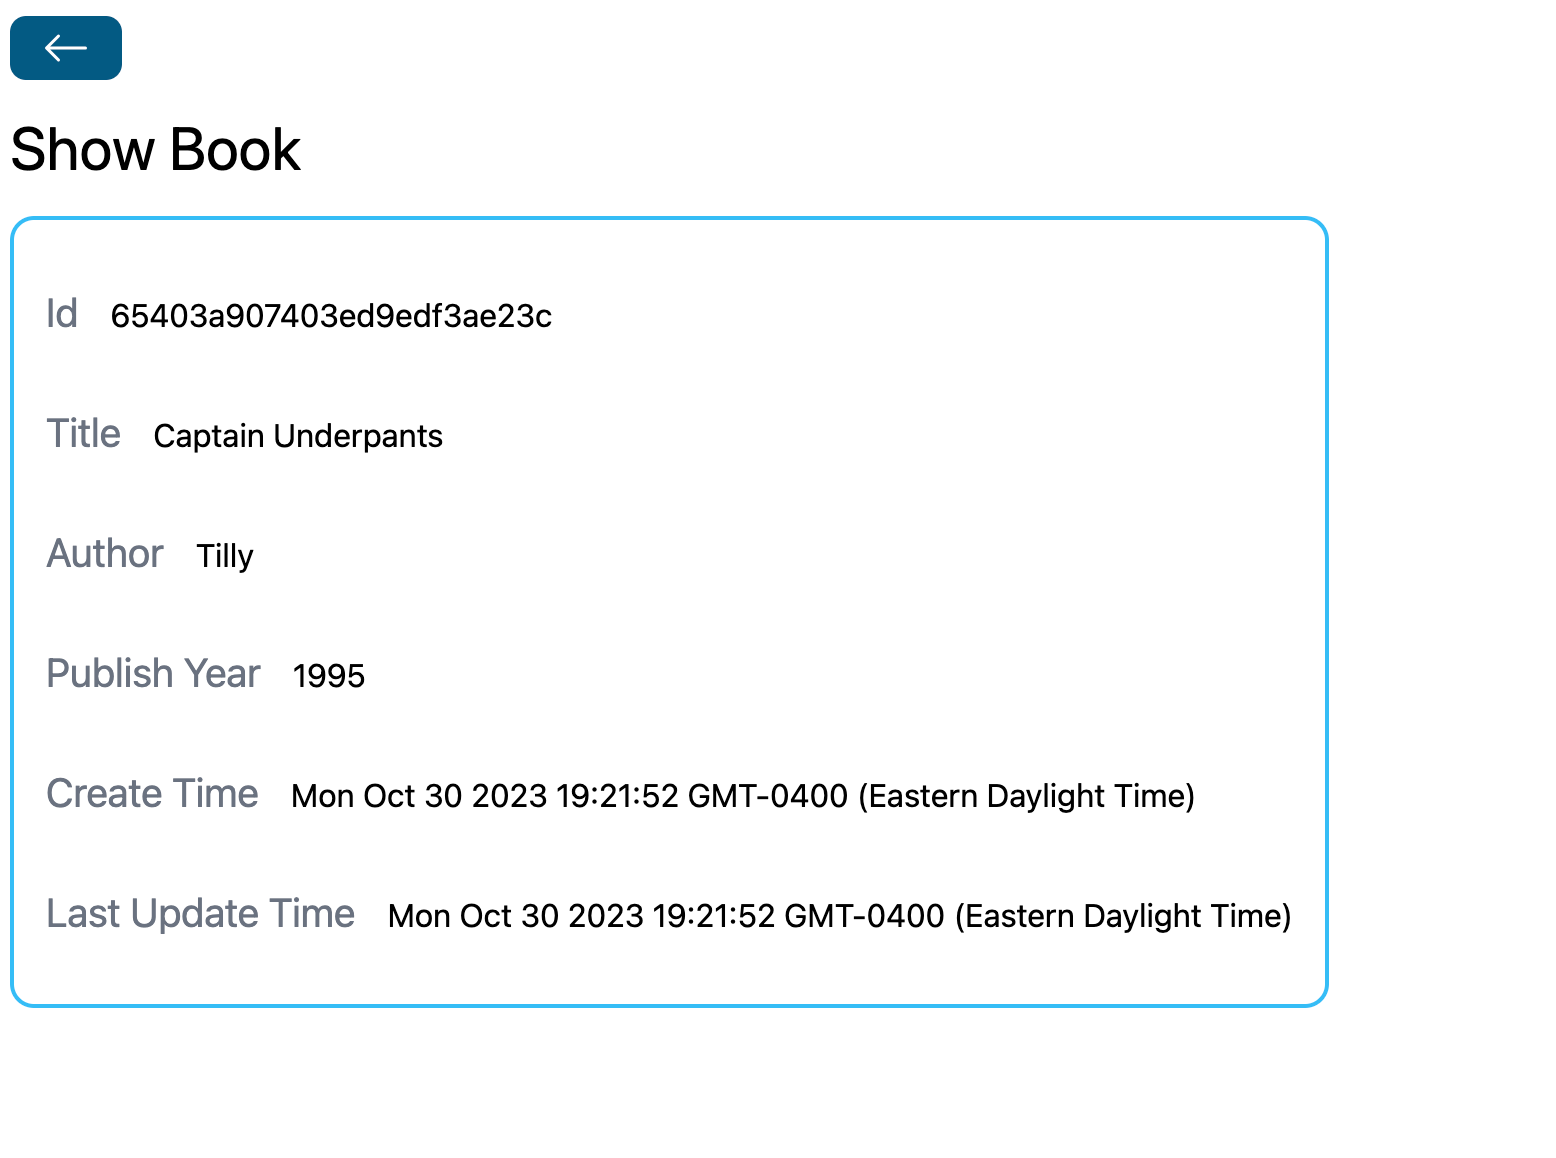 Show Book
Id 65403a907403ed9edf3ae23c
Title Captain Underpants
Author Tilly
Publish Year 1995
Create Time Mon Oct 30 2023 19:21:52 GMT-0400 (Eastern Daylight Time)
Last Update Time Mon Oct 30 2023 19:21:52 GMT-0400 (Eastern Daylight Time)